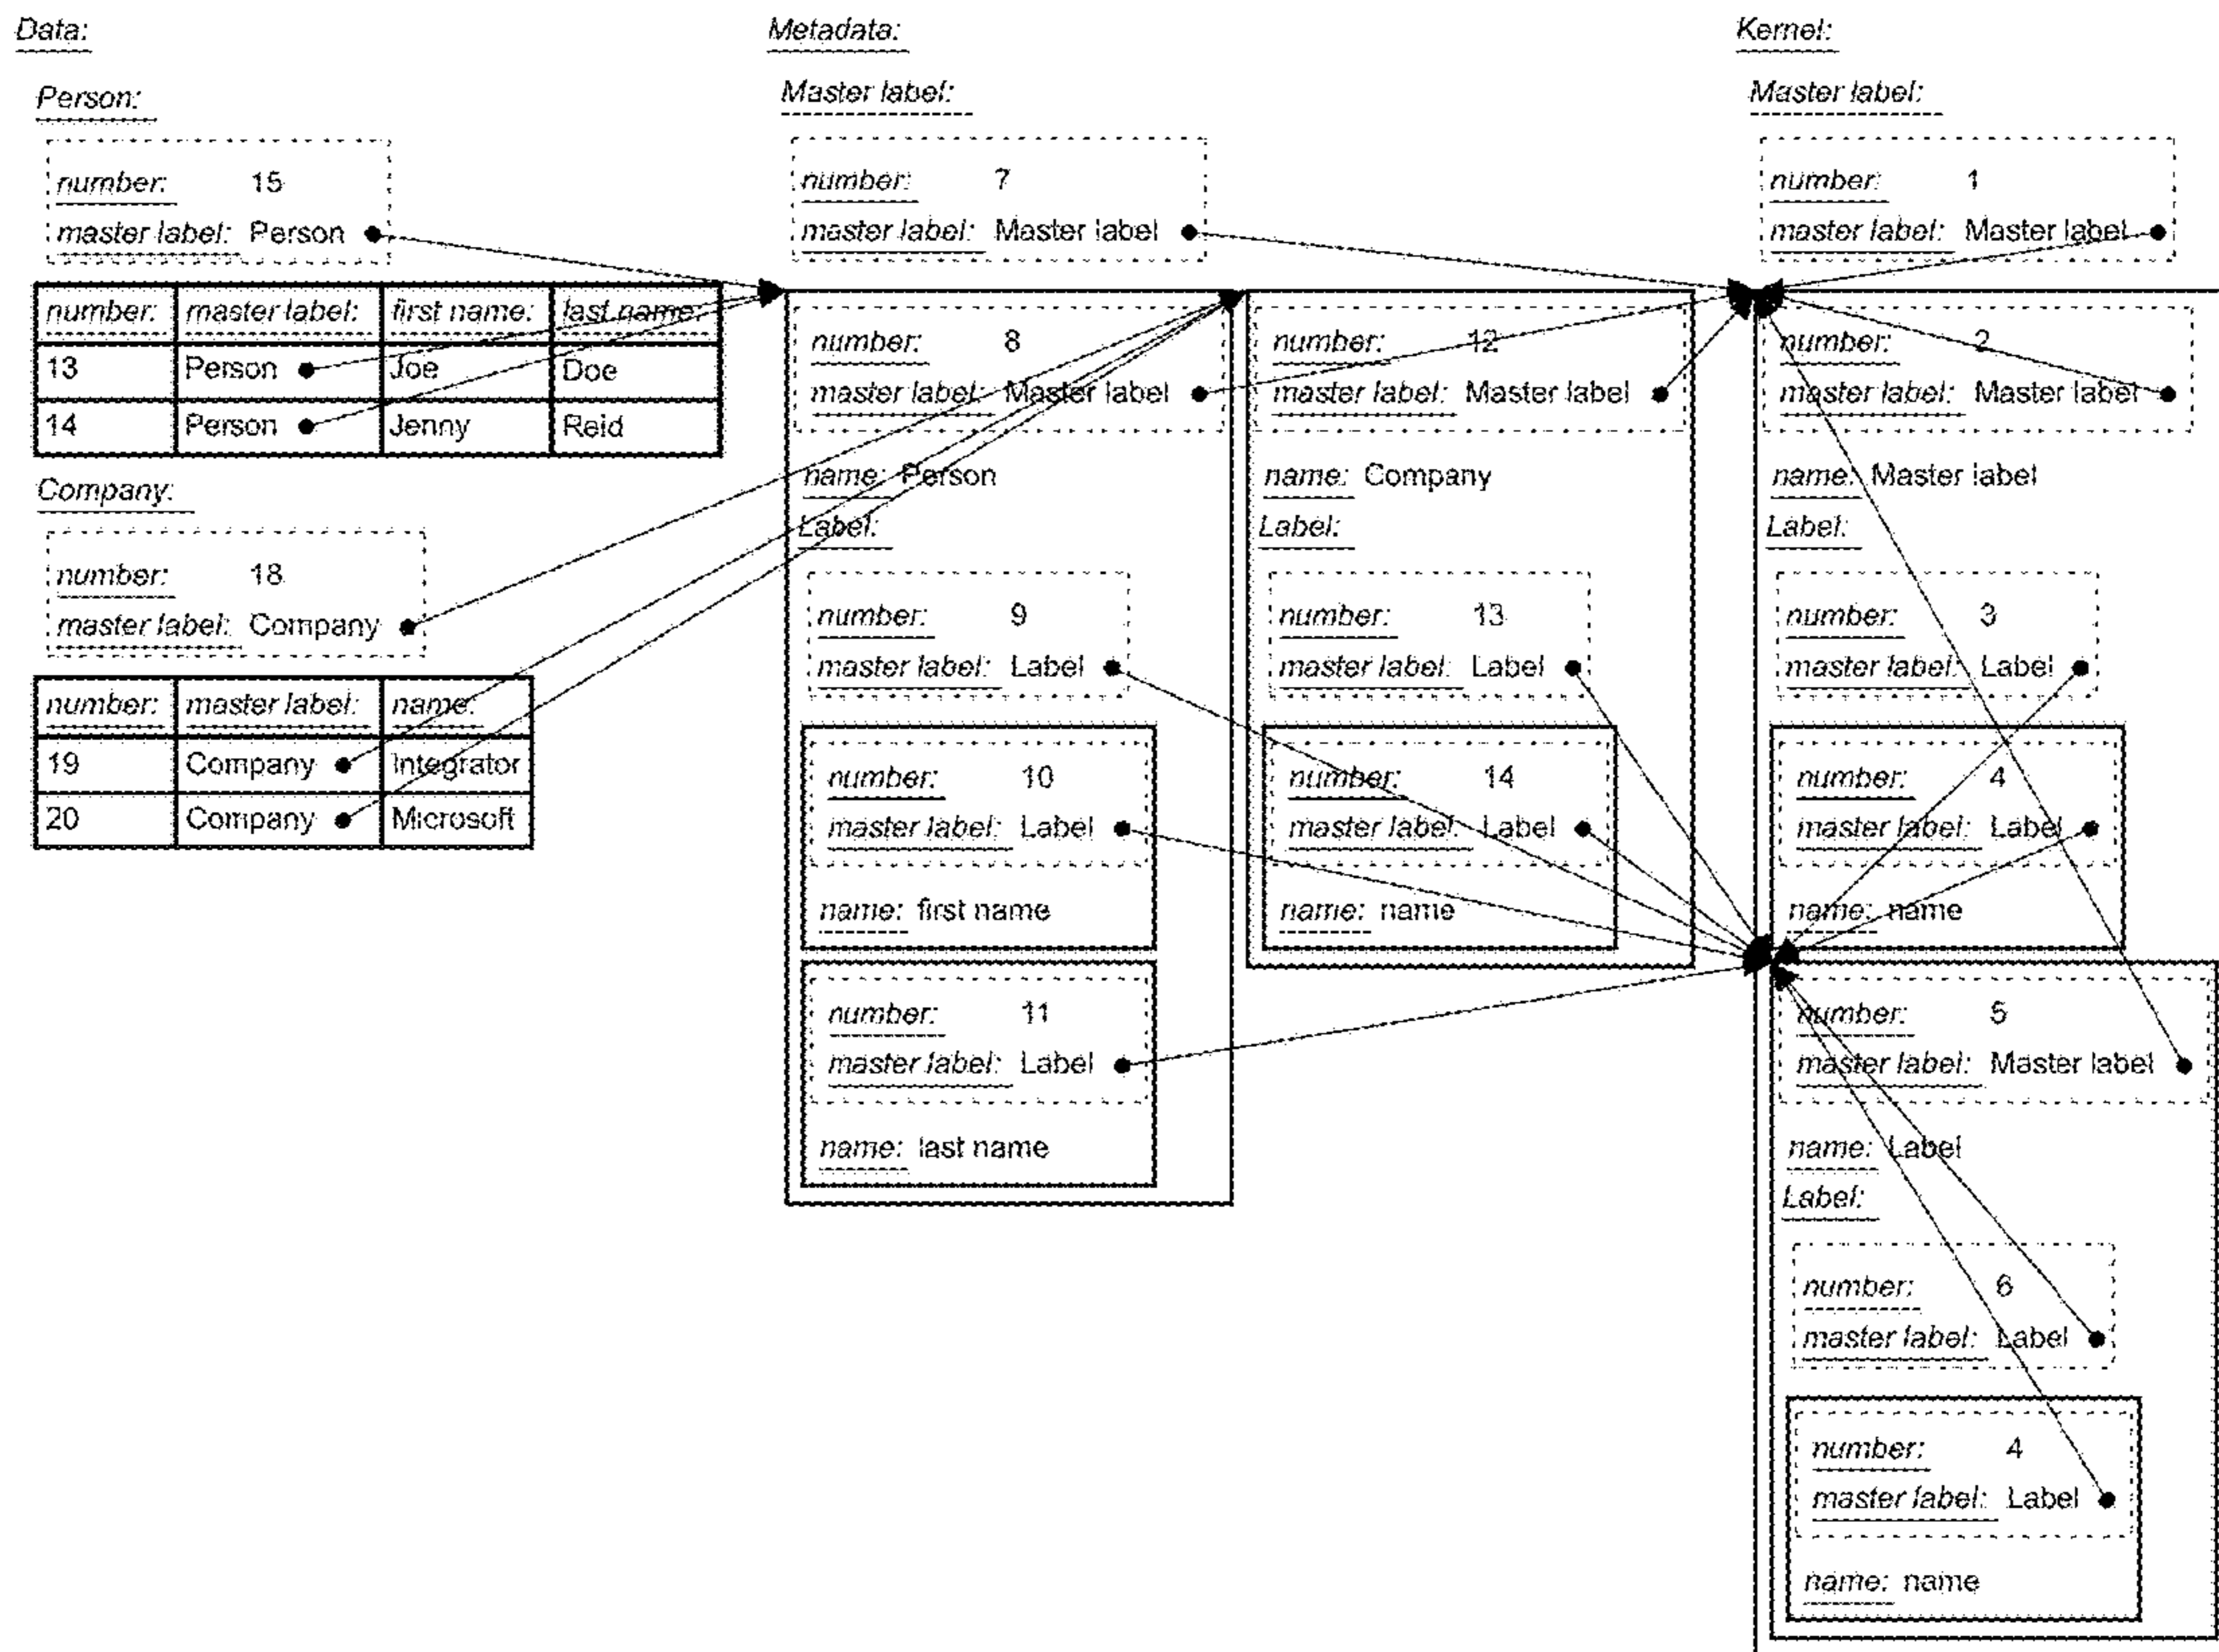 Data:
Person:
number: 15
master label: Person
number: master label: first name: last name:
13 Person Joe Doe
14 Person Jenny Reid
Company:
number: 18
master label: Company
number: master label: name:
19 Company Integrator
20 Company Microsoft
Metadata:
Master label:
number: 7
master label: Master label
number: 8
master label: Master label
name: Person
Label:
number: 9
master label: Label
number: 10
master label: Label
name: first name
number: 11
master label: Label
name: last name
number: 12
master label: Master label
name: Company
Label:
number: 13
master label: Label
number: 14
master label: Label
name: name
Kernel:
Master label:
number: 1
master label: Master label
number: 2
master label: Master label
name: Master label
Label:
number: 3
master label: Label
number: 4
master label: Label
name: name
number: 5
master label: Master label
name: Label
Label:
number: 6
master label: Label
number: 4
master label: Label
name: name